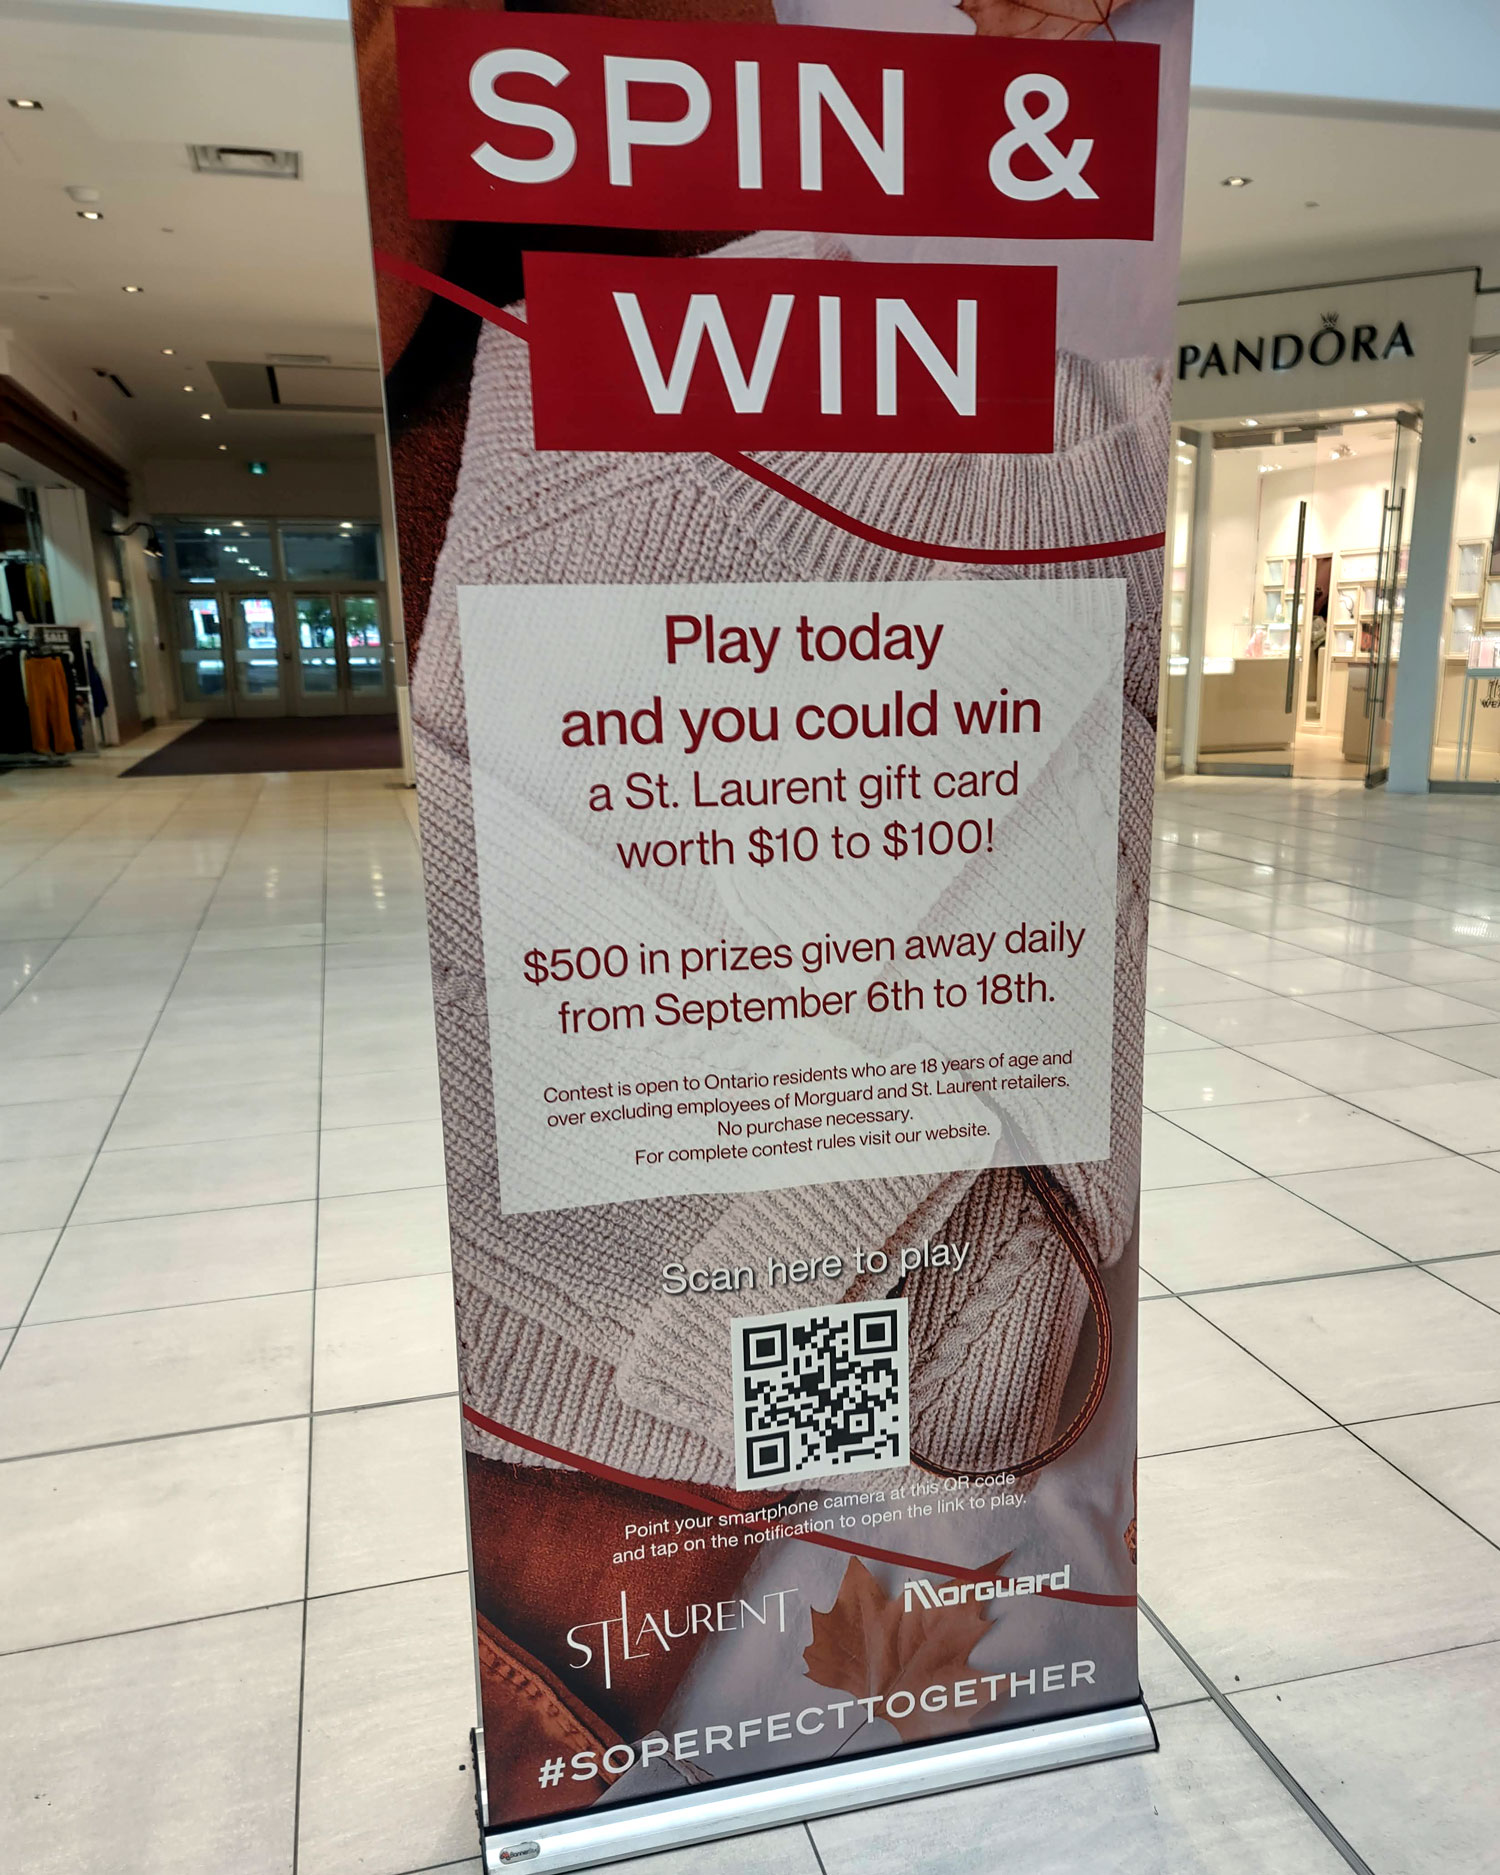 SPIN &
WIN
PANDÓRA
SALE
Play today
and you could win
a St. Laurent gift card
worth $10 to $100!
$500 in prizes given away daily
from September 6th to 18th.
Contest is open to Ontario residents who are 18 years of age and
over excluding employees of Morguard and St. Laurent retailers.
No purchase necessary.
For complete contest rules visit our website.
Scan here to play
Point your smartphone camera at this QR code
and tap on the notification to open the link to play.
ST LAURENT
Morguard
#SOPERFECTTOGETHER